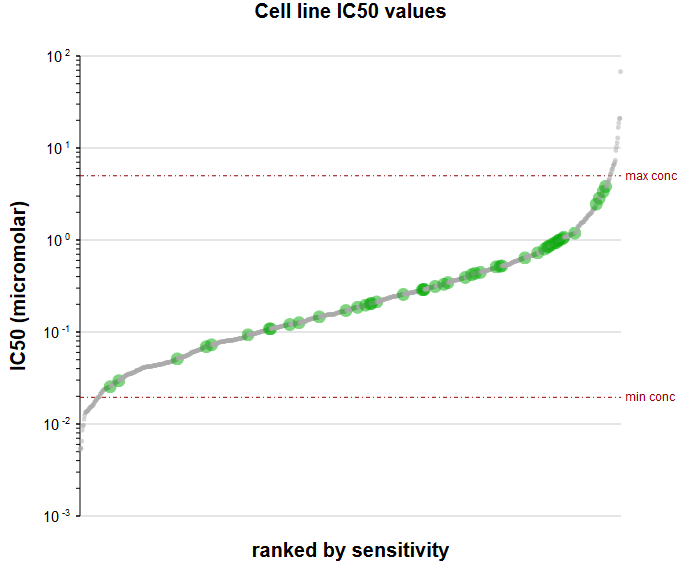 Cell line IC50 values
10 2
10 1
10 0
10 -1
10 -2
10 -3
IC50 (micromolar)
max conc
min conc
ranked by sensitivity